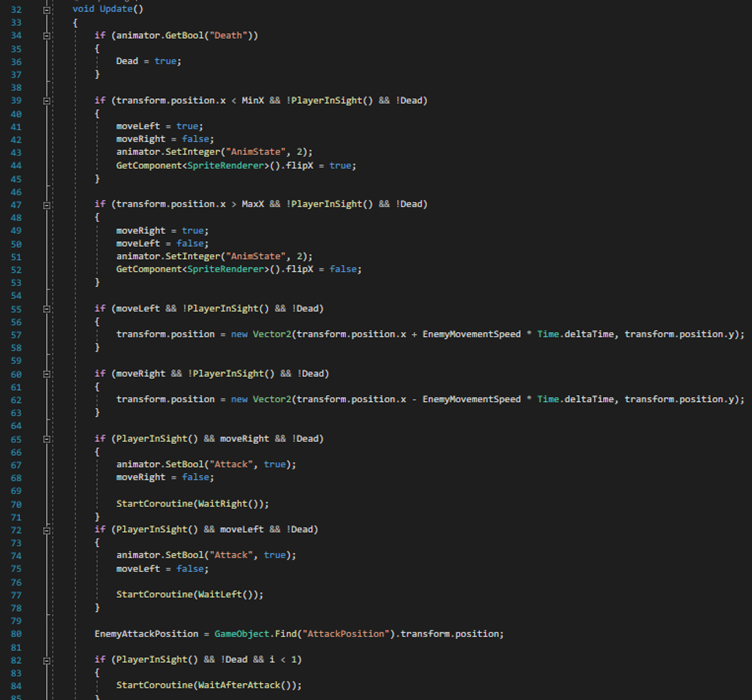 32 void Update()
33 {
34 if (animator.GetBool("Death"))
35 {
36 Dead = true;
37 }
38
39 if (transform.position.x < MinX && !PlayerInSight() && !Dead)
40 {
41 moveLeft = true;
42 moveRight = false;
43 animator.SetInteger("AnimState", 2);
44 GetComponent<SpriteRenderer>().flipX = true;
45 }
46
47 if (transform.position.x > MaxX && !PlayerInSight() && !Dead)
48 {
49 moveRight = true;
50 moveLeft = false;
51 animator.SetInteger("AnimState", 2);
52 GetComponent<SpriteRenderer>().flipX = false;
53 }
54
55 if (moveLeft && !PlayerInSight() && !Dead)
56 {
57 transform.position = new Vector2(transform.position.x + EnemyMovementSpeed * Time.deltaTime, transform.position.y);
58 }
59
60 if (moveRight && !PlayerInSight() && !Dead)
61 {
62 transform.position = new Vector2(transform.position.x - EnemyMovementSpeed * Time.deltaTime, transform.position.y);
63 }
64
65 if (PlayerInSight() && moveRight && !Dead)
66 {
67 animator.SetBool("Attack", true);
68 moveRight = false;
69
70 StartCoroutine(WaitRight());
71 }
72 if (PlayerInSight() && moveLeft && !Dead)
73 {
74 animator.SetBool("Attack", true);
75 moveLeft = false;
76
77 StartCoroutine(WaitLeft());
78 }
79
80 EnemyAttackPosition = GameObject.Find("AttackPosition").transform.position;
81
82 if (PlayerInSight() && !Dead && i < 1)
83 {
84 StartCoroutine(WaitAfterAttack());
85 }